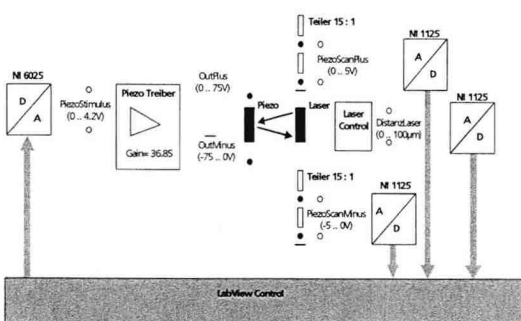 Teiler 15 : 1
NI 1125
A
D
PiezoScanPlus
(0 .. 5V)
NI 6025
D
A
PiezoStimulus
(0 .. 4.2V)
Piezo Treiber
Gain= 36.85
OutPlus
(0 .. 75V)
Piezo
Laser
Laser
Control
DistanzLaser
(0 .. 100µm)
NI 1125
A
D
OutMinus
(-75 .. 0V)
Teiler 15 : 1
PiezoScanMinus
(-5 .. 0V)
NI 1125
A
D
LabView Control